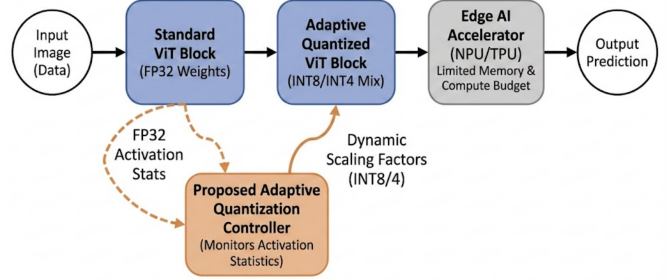 Input
Image
(Data)
Standard
ViT Block
(FP32 Weights)
Adaptive
Quantized
ViT Block
(INT8/INT4 Mix)
Edge AI
Accelerator
(NPU/TPU)
Limited Memory &
Compute Budget
Output
Prediction
FP32
Activation
Stats
Dynamic
Scaling Factors
(INT8/4)
Proposed Adaptive
Quantization
Controller
(Monitors Activation
Statistics)